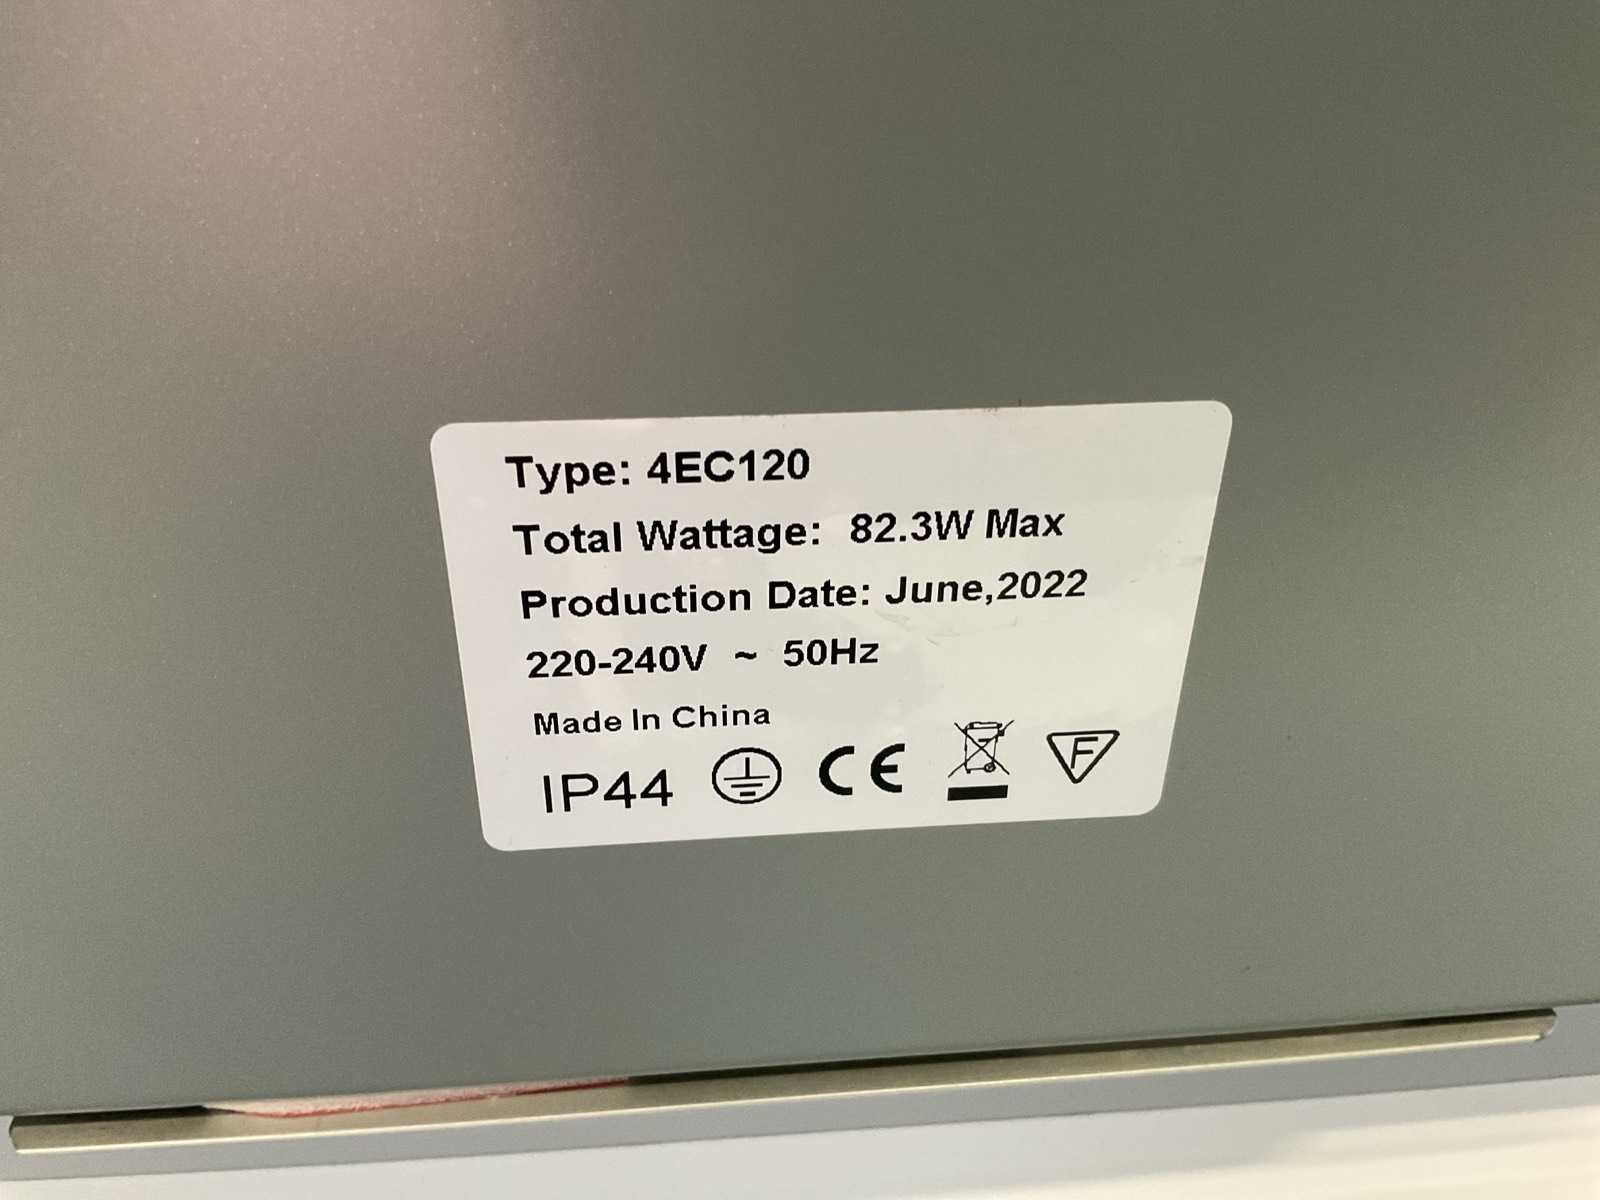 Type: 4EC120
Total Wattage: 82.3W Max
Production Date: June,2022
220-240V ~ 50Hz
Made In China
IP44 CE F